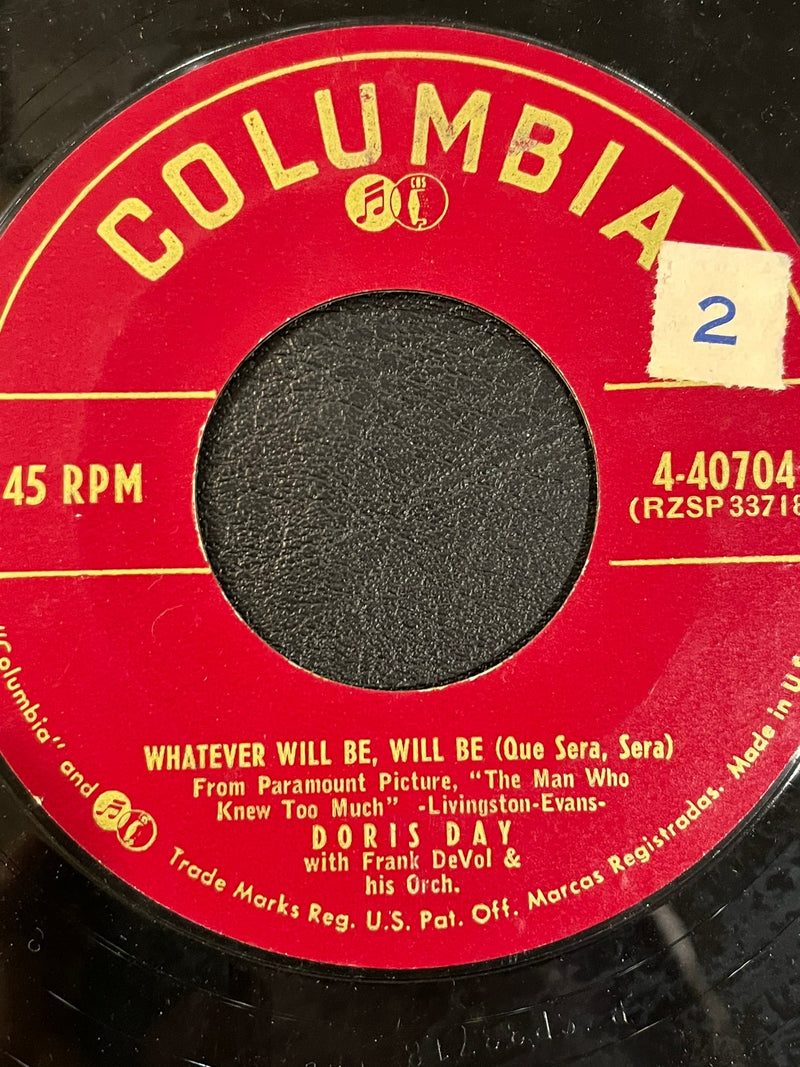 COLUMBIA
CBS
2
45 RPM
4-40704
(RZSP 33718
WHATEVER WILL BE, WILL BE (Que Sera, Sera)
From Paramount Picture, "The Man Who
Knew Too Much" -Livingston-Evans-
DORIS DAY
with Frank DeVol &
his Orch.
"Columbia" and
Trade Marks Reg. U.S. Pat. Off. Marcas Registradas. Made in U.S